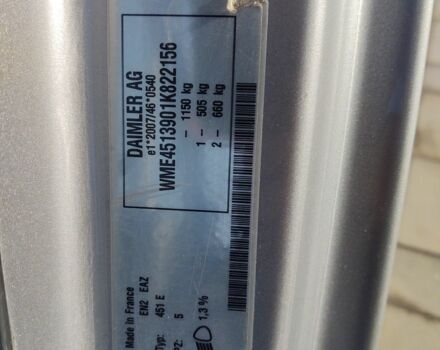 DAIMLER AG
e1*2007/46*0540
WME4513901K822156
– 1150 kg
1 – 505 kg
2 – 660 kg
Made in France
EN2 EAZ
Typ: 451 E
PZ: 5
1,3 %